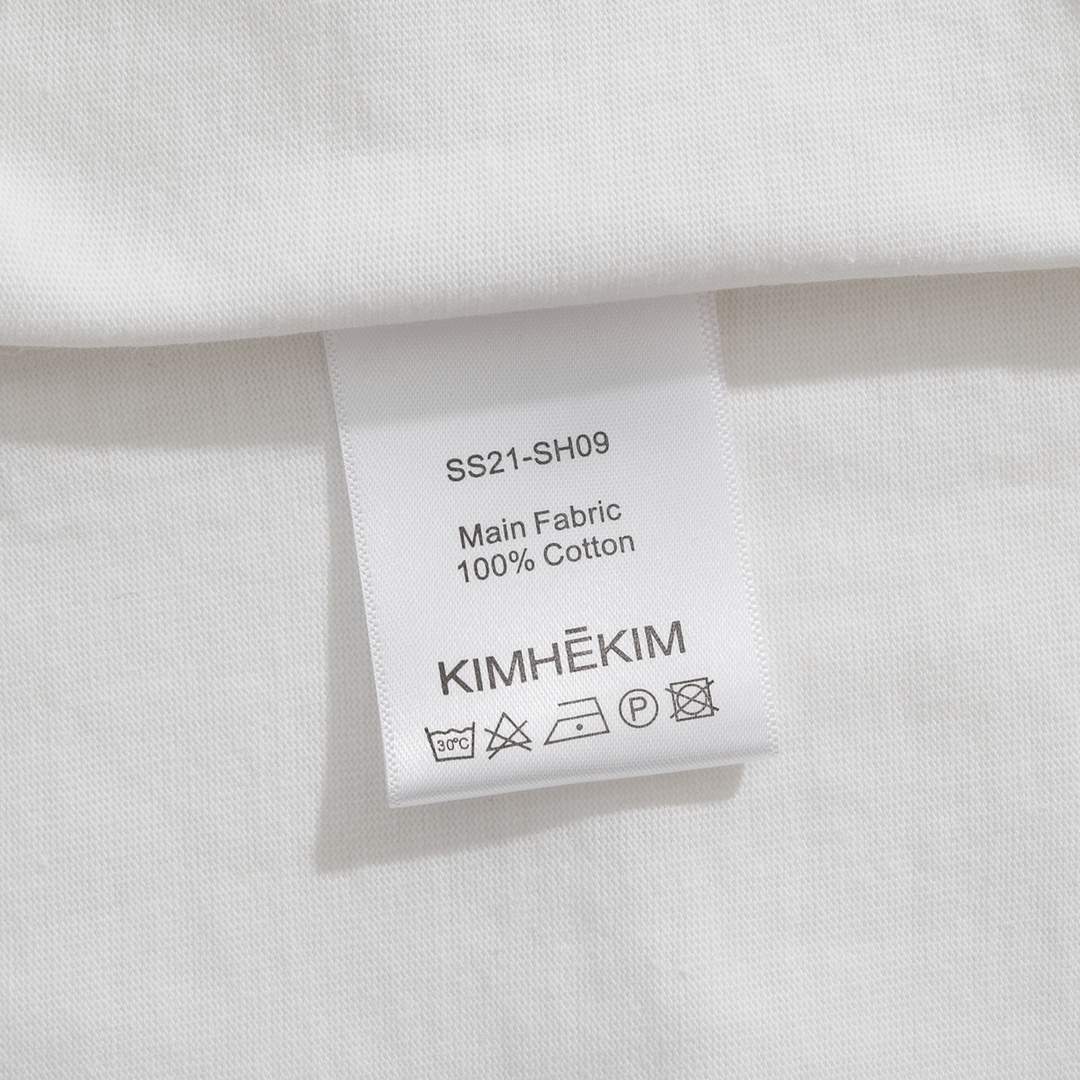 SS21-SH09
Main Fabric
100% Cotton
KIMHĒKIM
30°C P